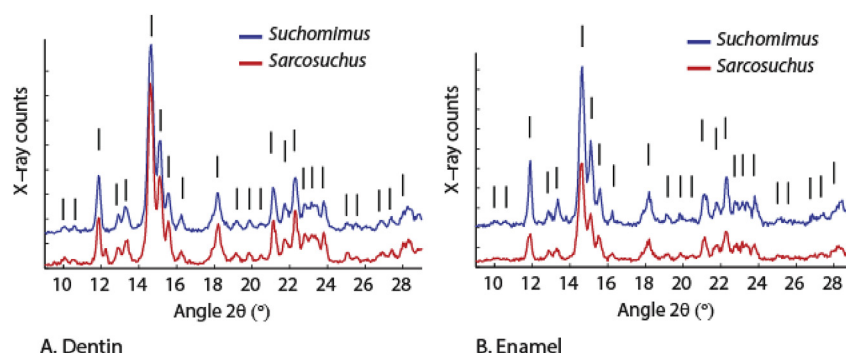 Suchomimus
Sarcosuchus
X-ray counts
10 12 14 16 18 20 22 24 26 28
Angle 2θ (°)
A. Dentin
Suchomimus
Sarcosuchus
X-ray counts
10 12 14 16 18 20 22 24 26 28
Angle 2θ (°)
B. Enamel